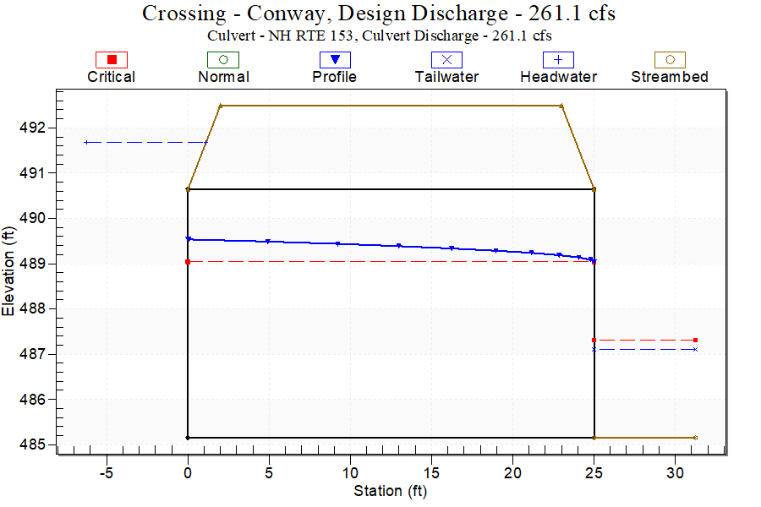 Crossing - Conway, Design Discharge - 261.1 cfs
Culvert - NH RTE 153, Culvert Discharge - 261.1 cfs
Critical Normal Profile Tailwater Headwater Streambed
492
491
490
489
488
487
486
485
Elevation (ft)
-5 0 5 10 15 20 25 30
Station (ft)